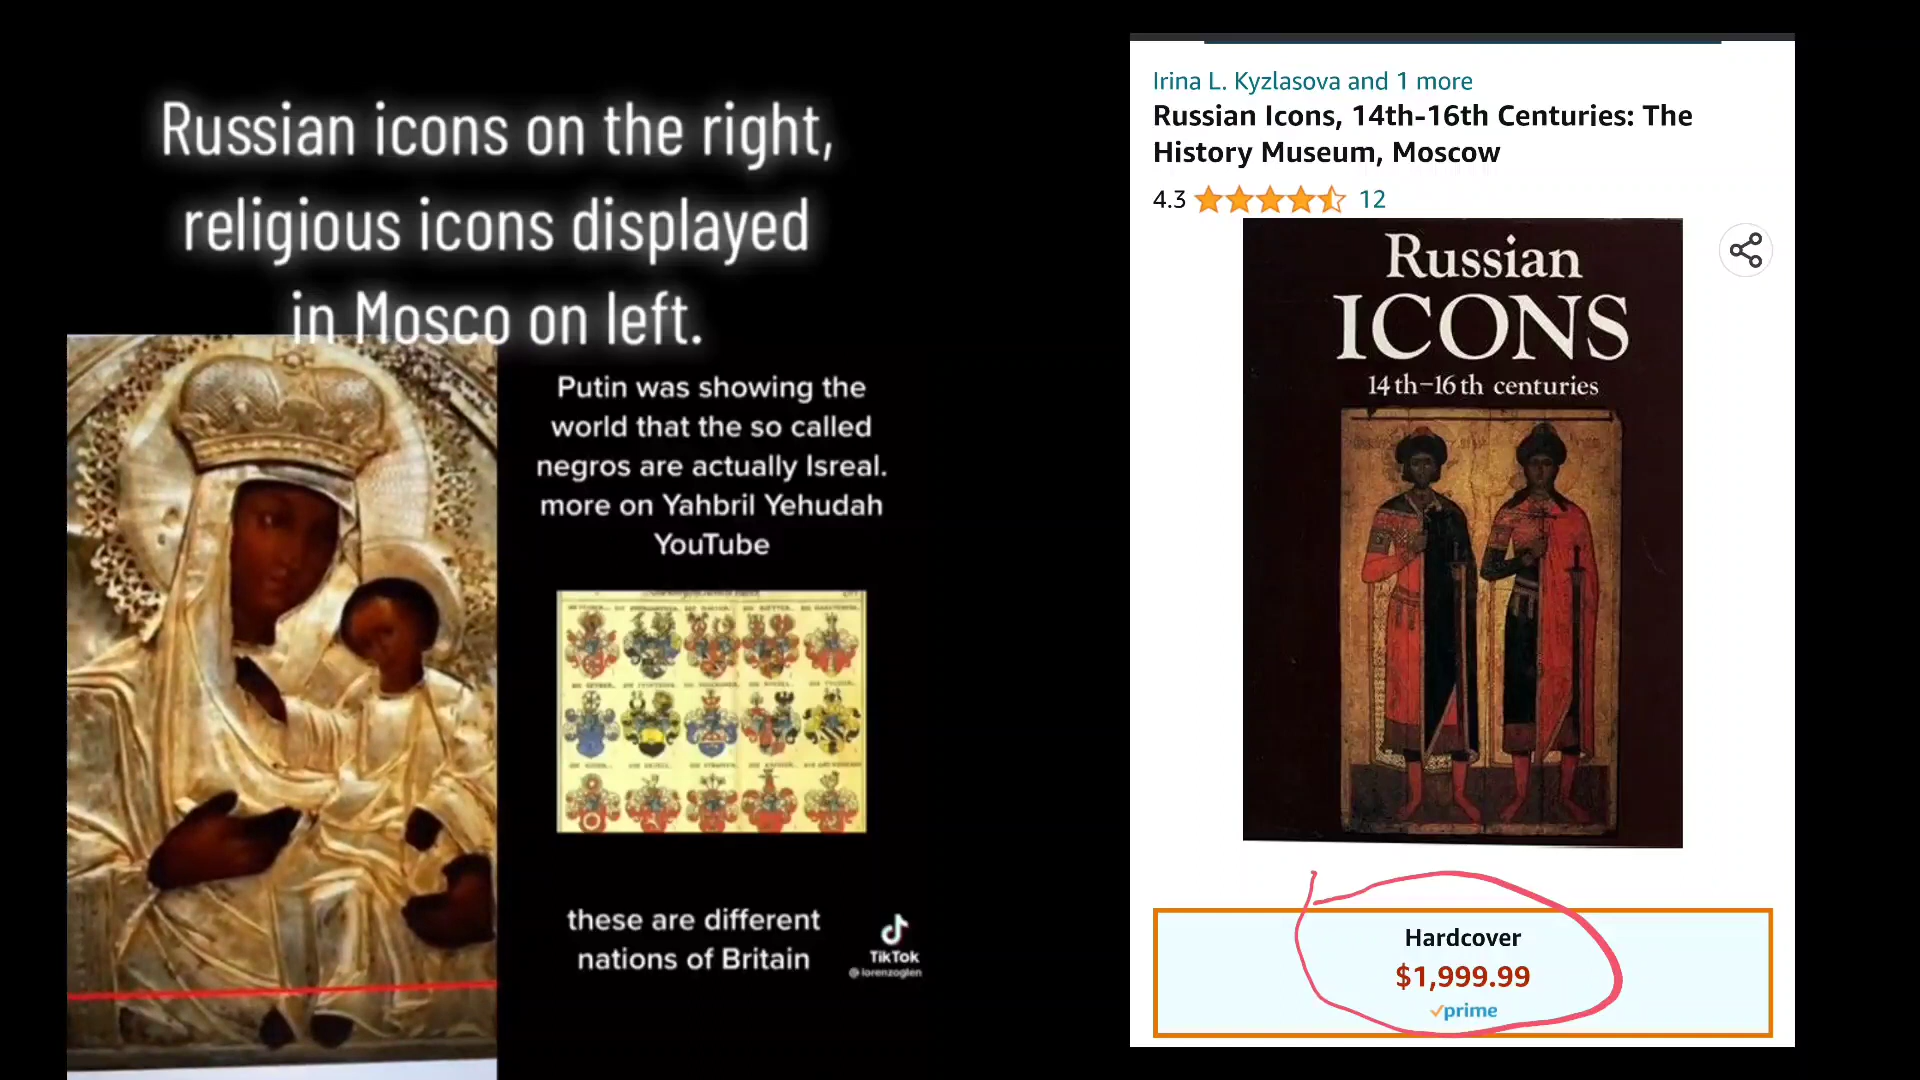 Russian icons on the right,
religious icons displayed
in Mosco on left.
Putin was showing the
world that the so called
negros are actually Isreal.
more on Yahbril Yehudah
YouTube
these are different
nations of Britain
TikTok
@lorenzoglen
Irina L. Kyzlasova and 1 more
Russian Icons, 14th-16th Centuries: The
History Museum, Moscow
4.3 12
Russian
ICONS
14th–16th centuries
Hardcover
$1,999.99
prime